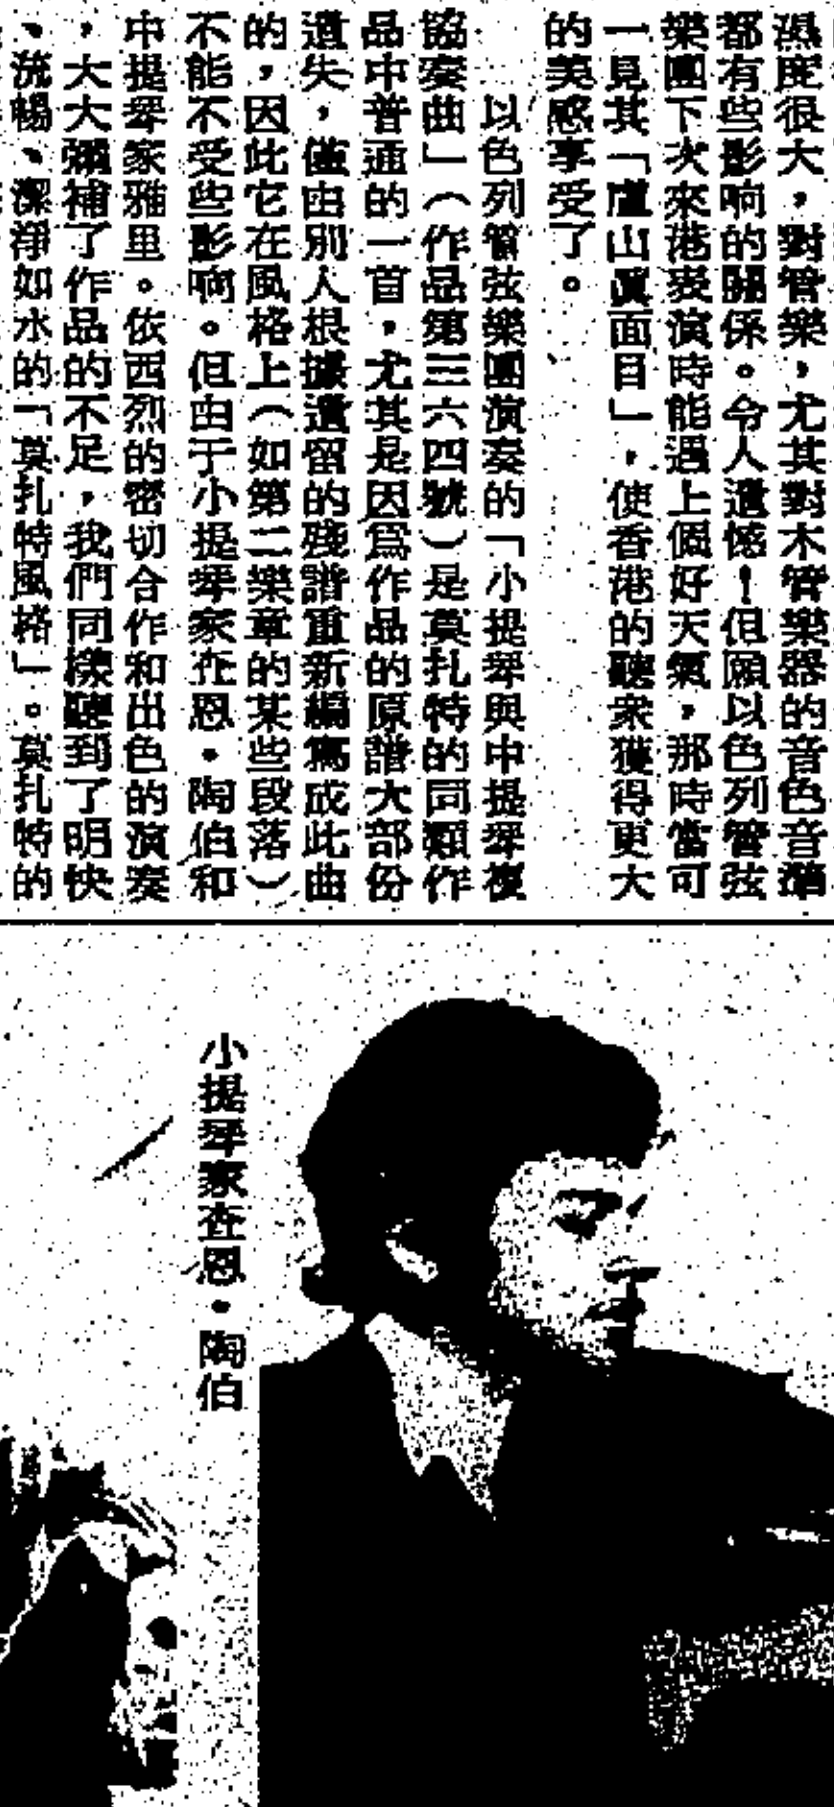 濕度很大，對管樂，尤其對木管樂器的音色音準
都有些影响的關係。令人遺憾！但願以色列管弦
樂團下次來港表演時能遇上個好天氣，那時當可
一見其「廬山眞面目」，使香港的聽衆獲得更大
的美感享受了。
以色列管弦樂團演奏的「小提琴與中提琴複
協奏曲」（作品第三六四號）是莫扎特的同類作
品中普通的一首，尤其是因爲作品的原譜大部份
遺失，僅由別人根據遺留的殘譜重新編寫成此曲
的，因此它在風格上（如第二樂章的某些段落）
不能不受些影响。但由于小提琴家在恩·陶伯和
中提琴家雅里。依西烈的密切合作和出色的演奏
，大大彌補了作品的不足，我們同樣聽到了明快
、流暢、潔淨如水的「莫扎特風格」。莫扎特的
小提琴家在恩·陶伯